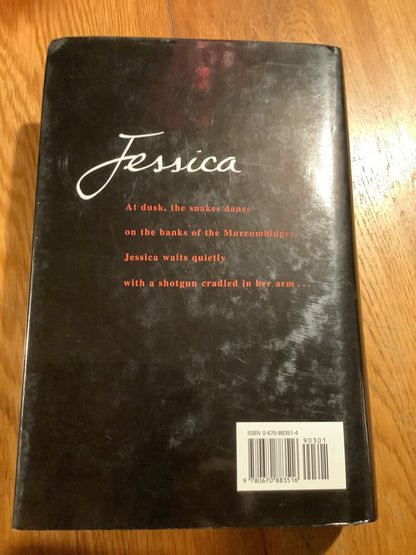 Jessica
At dusk, the snakes dance
on the banks of the Murrumbidgee.
Jessica waits quietly
with a shotgun cradled in her arm . . .
ISBN 0-670-88351-4
90301
9 780670 883516